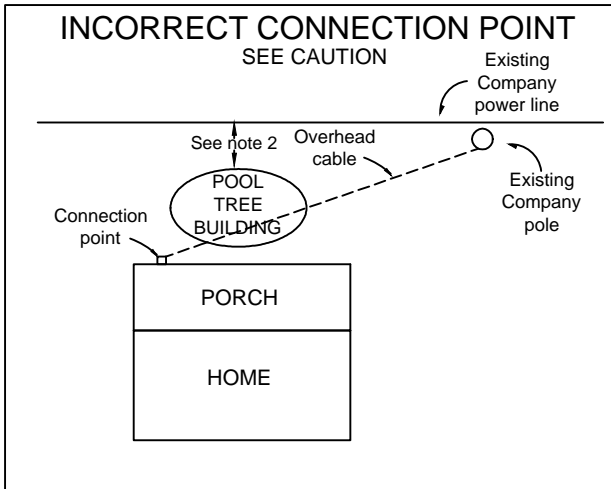 INCORRECT CONNECTION POINT
SEE CAUTION
Existing
Company
power line
See note 2
Overhead
cable
POOL
TREE
BUILDING
Existing
Company
pole
Connection
point
PORCH
HOME